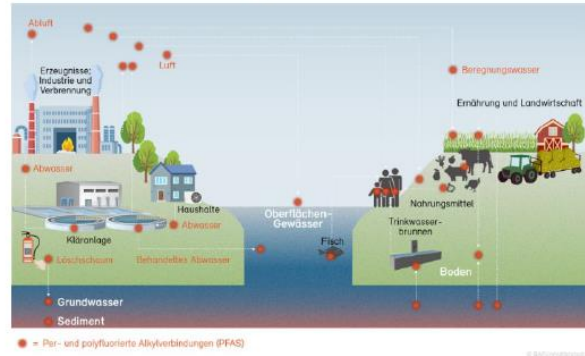 Abluft
Luft
Erzeugnisse:
Industrie und
Verbrennung
Beregnungswasser
Ernährung und Landwirtschaft
Abwasser
Haushalte
Oberflächen-
Gewässer
Nahrungsmittel
Kläranlage
Abwasser
Trinkwasser-
brunnen
Fisch
Löschschaum
Behandeltes Abwasser
Boden
Grundwasser
Sediment
= Per- und polyfluorierte Alkylverbindungen (PFAS)